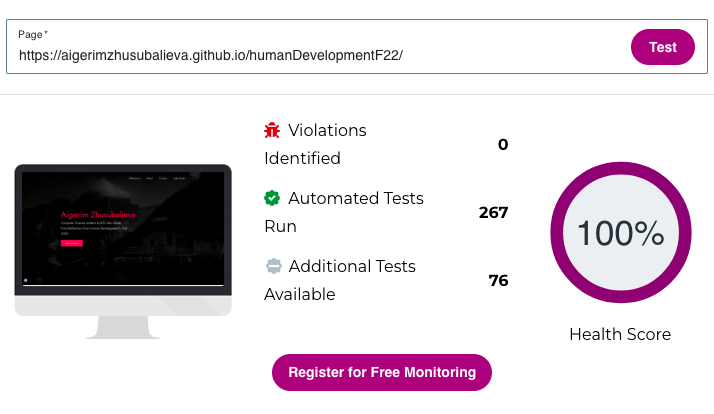 Page*
https://aigerimzhusubalieva.github.io/humanDevelopmentF22/
Test
Violations
Identified
0
Automated Tests
Run
267
Additional Tests
Available
76
100%
Health Score
Aigerim Zhusubalieva
Register for Free Monitoring